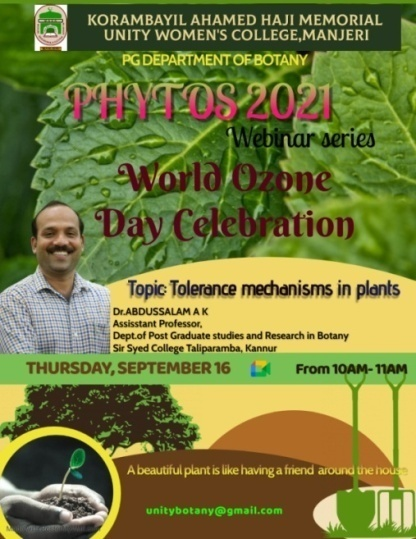 KORAMBAYIL AHAMED HAJI MEMORIAL
UNITY WOMEN'S COLLEGE,MANJERI
PG DEPARTMENT OF BOTANY
PHYTOS 2021
Webinar series
World Ozone
Day Celebration
Topic: Tolerance mechanisms in plants
Dr.ABDUSSALAM A K
Assisstant Professor,
Dept.of Post Graduate studies and Research in Botany
Sir Syed College Taliparamba, Kannur
THURSDAY, SEPTEMBER 16
From 10AM- 11AM
A beautiful plant is like having a friend around the house
unitybotany@gmail.com